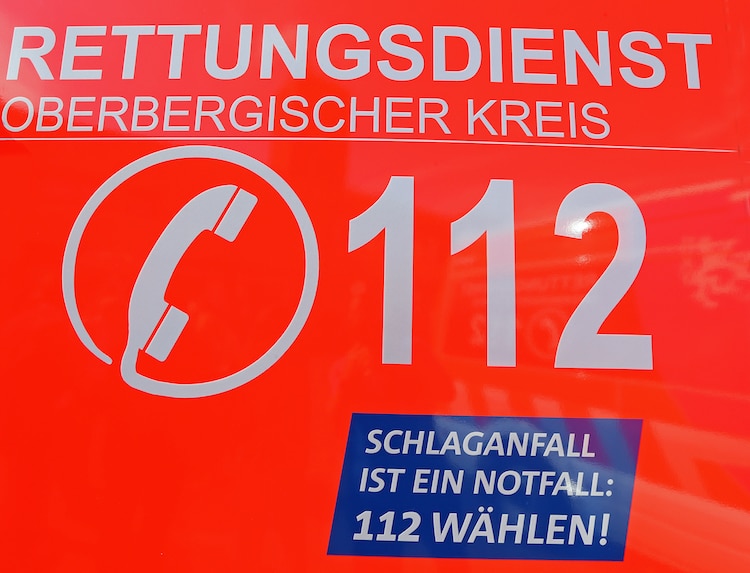 RETTUNGSDIENST
OBERBERGISCHER KREIS
112
SCHLAGANFALL
IST EIN NOTFALL:
112 WÄHLEN!